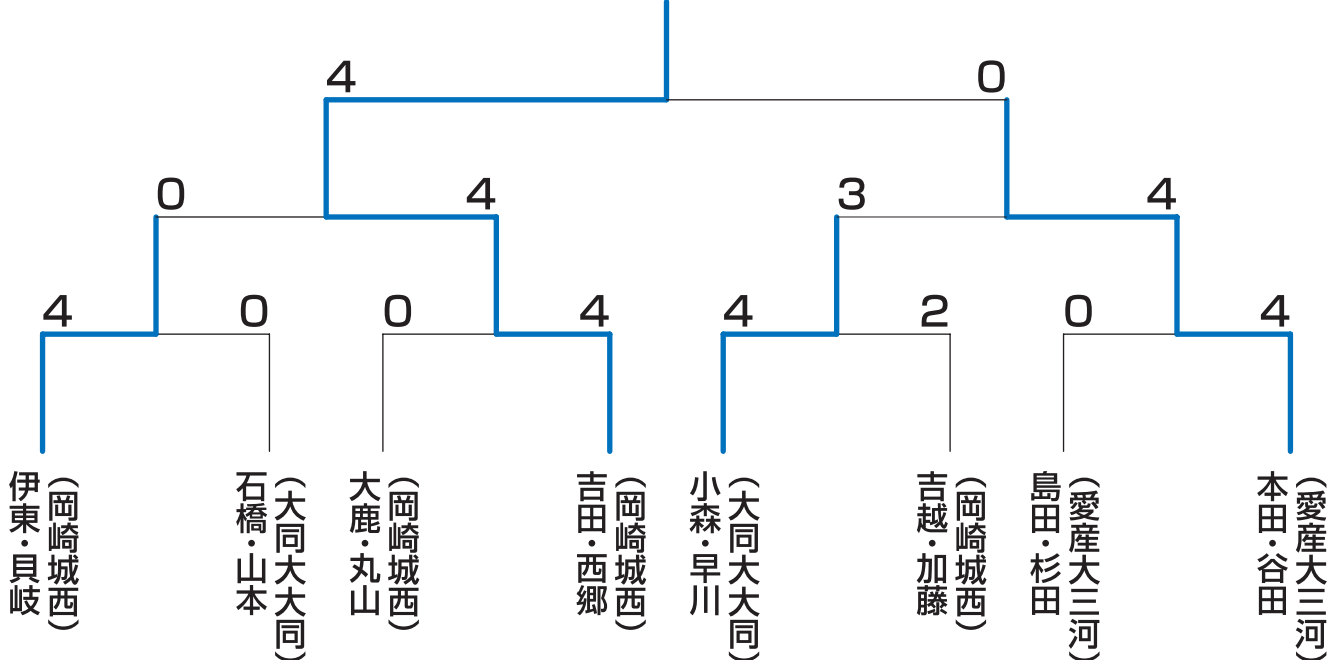 4
0
0
4
3
4
4
0
0
4
4
2
0
4
伊東・貝岐
(岡崎城西)
石橋・山本
(大同大大同)
大鹿・丸山
(岡崎城西)
吉田・西郷
(岡崎城西)
小森・早川
(大同大大同)
吉越・加藤
(岡崎城西)
島田・杉田
(愛産大三河)
本田・谷田
(愛産大三河)